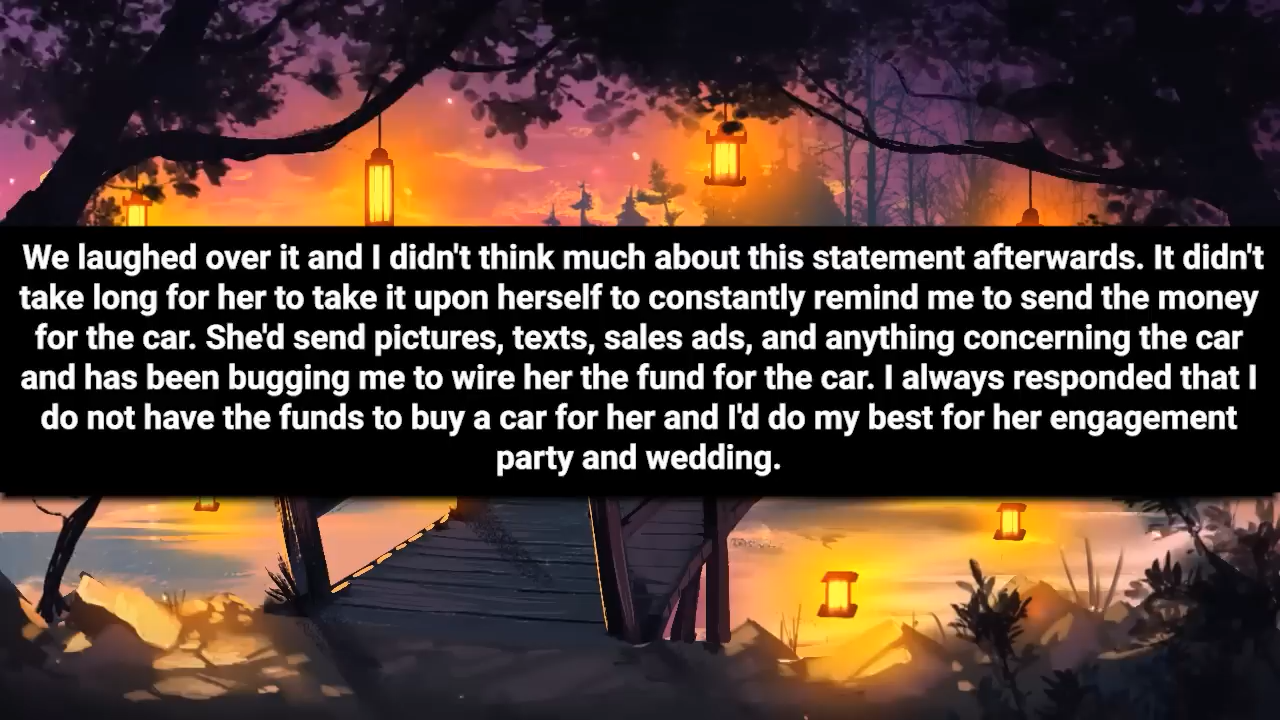 We laughed over it and I didn't think much about this statement afterwards. It didn't
take long for her to take it upon herself to constantly remind me to send the money
for the car. She'd send pictures, texts, sales ads, and anything concerning the car
and has been bugging me to wire her the fund for the car. I always responded that I
do not have the funds to buy a car for her and I'd do my best for her engagement
party and wedding.